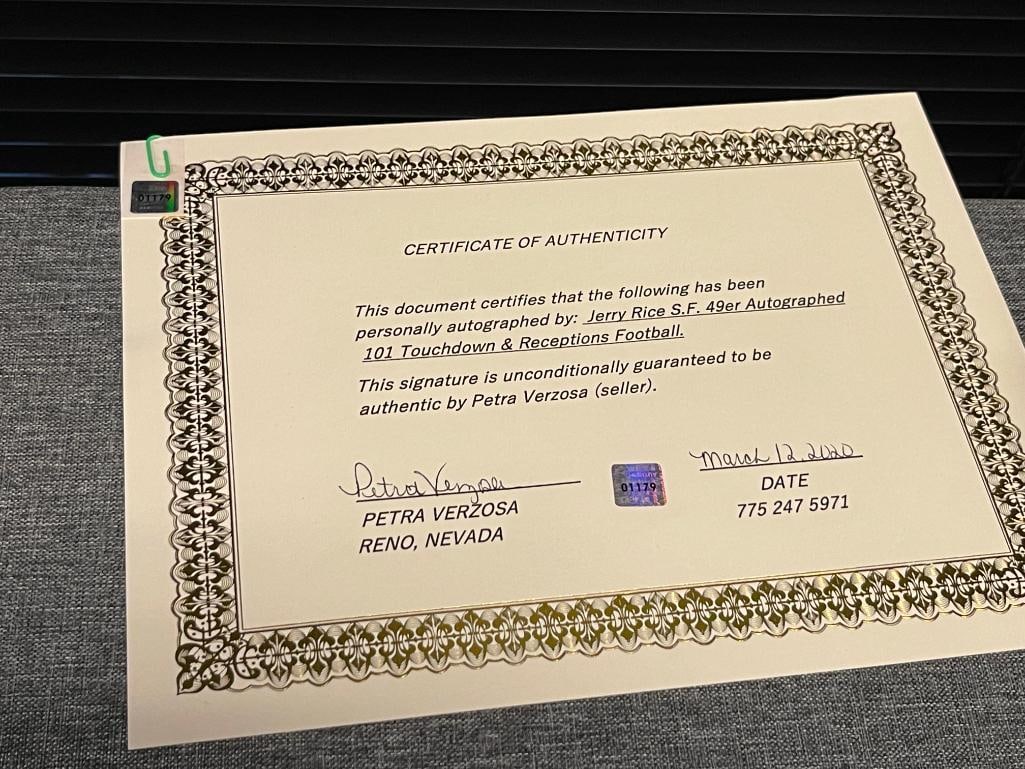 01179
CERTIFICATE OF AUTHENTICITY
This document certifies that the following has been
personally autographed by: Jerry Rice S.F. 49er Autographed
101 Touchdown & Receptions Football.
This signature is unconditionally guaranteed to be
authentic by Petra Verzosa (seller).
Petra Verzosa
March 12, 2020
01179
PETRA VERZOSA
DATE
RENO, NEVADA
775 247 5971